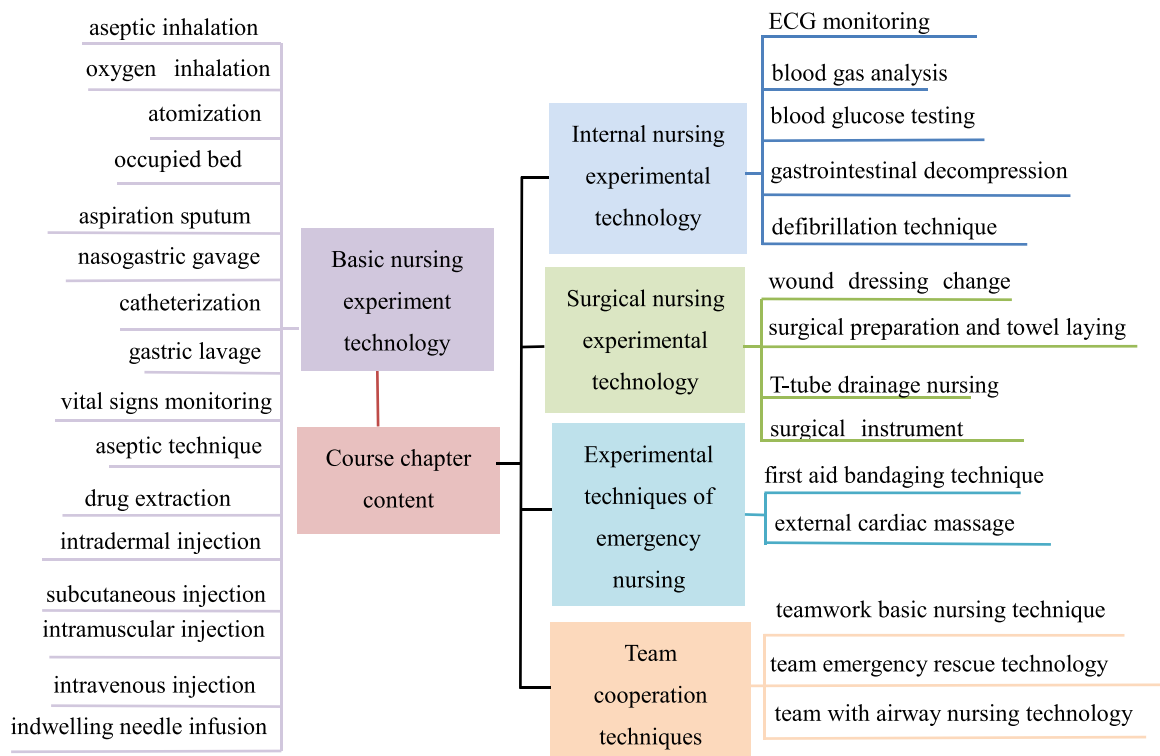 aseptic inhalation
oxygen inhalation
atomization
occupied bed
aspiration sputum
nasogastric gavage
catheterization
gastric lavage
vital signs monitoring
aseptic technique
drug extraction
intradermal injection
subcutaneous injection
intramuscular injection
intravenous injection
indwelling needle infusion
Basic nursing
experiment
technology
Course chapter
content
Internal nursing
experimental
technology
ECG monitoring
blood gas analysis
blood glucose testing
gastrointestinal decompression
defibrillation technique
Surgical nursing
experimental
technology
wound dressing change
surgical preparation and towel laying
T-tube drainage nursing
surgical instrument
Experimental
techniques of
emergency
nursing
first aid bandaging technique
external cardiac massage
Team
cooperation
techniques
teamwork basic nursing technique
team emergency rescue technology
team with airway nursing technology